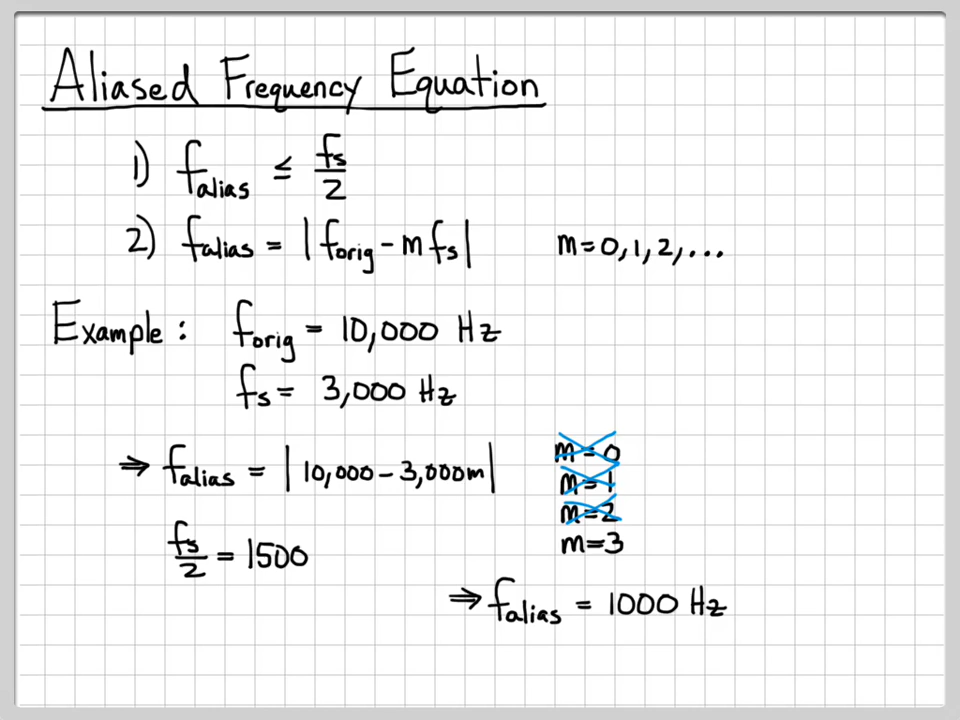 Aliased Frequency Equation
1) falias ≤ fs/2
2) falias = |forig - m fs| m=0,1,2,...
Example: forig = 10,000 Hz
fs = 3,000 Hz
⇒ falias = |10,000 - 3,000m|
m=0
m=1
m=2
m=3
fs/2 = 1500
⇒ falias = 1000 Hz